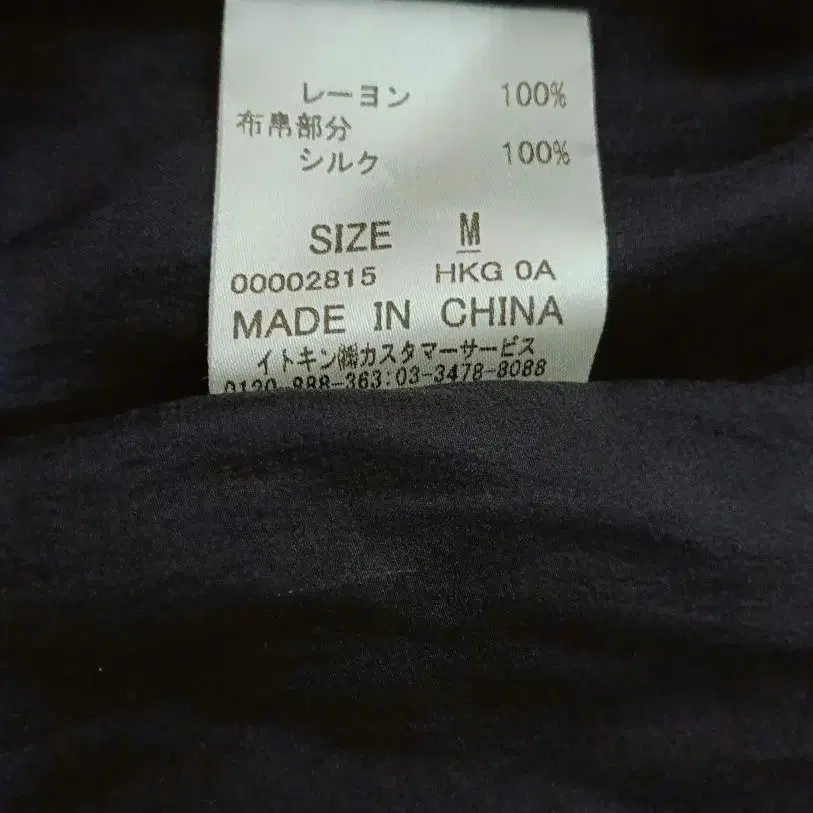 レーヨン 100%
布帛部分
シルク 100%
SIZE M
00002815 HKG 0A
MADE IN CHINA
イトキン㈱カスタマーサービス
0120-988-363:03-3478-8088